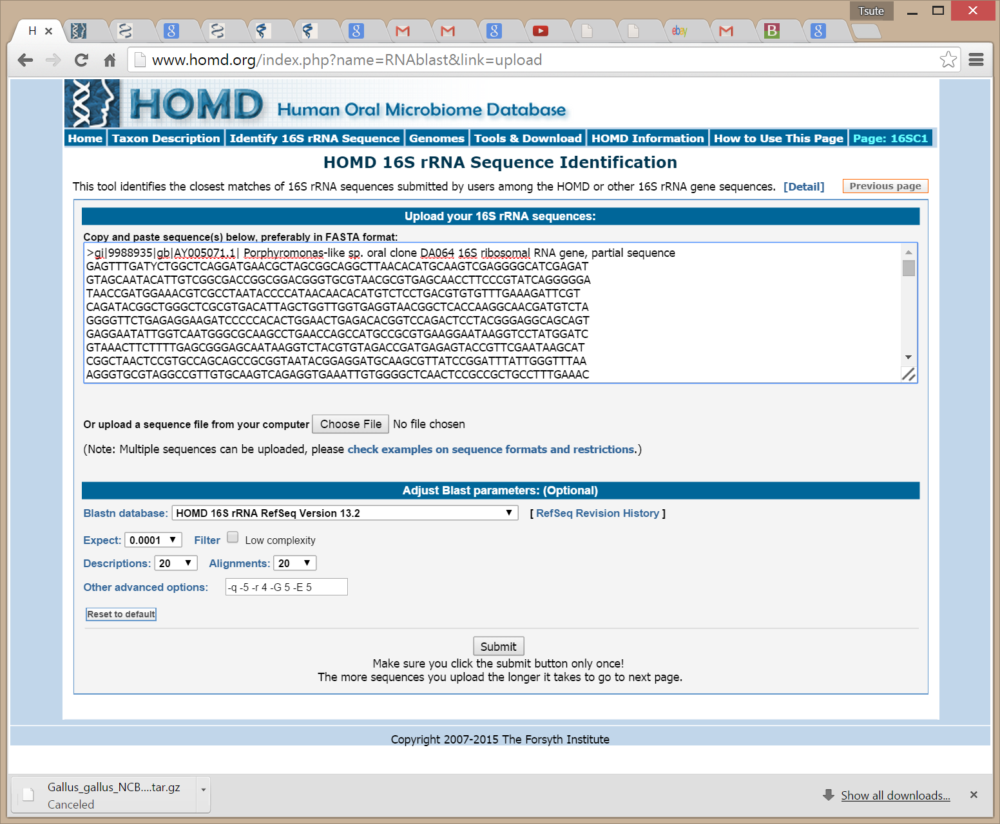 Tsute
H
ebay
B
www.homd.org/index.php?name=RNAblast&link=upload
HOMD Human Oral Microbiome Database
Home Taxon Description Identify 16S rRNA Sequence Genomes Tools & Download HOMD Information How to Use This Page Page: 16SC1
HOMD 16S rRNA Sequence Identification
This tool identifies the closest matches of 16S rRNA sequences submitted by users among the HOMD or other 16S rRNA gene sequences. [Detail] Previous page
Upload your 16S rRNA sequences:
Copy and paste sequence(s) below, preferably in FASTA format:
>gi|9988935|gb|AY005071.1| Porphyromonas-like sp. oral clone DA064 16S ribosomal RNA gene, partial sequence
GAGTTTGATYCTGGCTCAGGATGAACGCTAGCGGCAGGCTTAACACATGCAAGTCGAGGGGCATCGAGAT
GTAGCAATACATTGTCGGCGACCGGCGGACGGGTGCGTAACGCGTGAGCAACCTTCCCGTATCAGGGGGA
TAACCGATGGAAACGTCGCCTAATACCCCATAACAACACATGTCTCCTGACGTGTGTTTGAAAGATTCGT
CAGATACGGCTGGGCTCGCGTGACATTAGCTGGTTGGTGAGGTAACGGCTCACCAAGGCAACGATGTCTA
GGGGTTCTGAGAGGAAGATCCCCCACACTGGAACTGAGACACGGTCCAGACTCCTACGGGAGGCAGCAGT
GAGGAATATTGGTCAATGGGCGCAAGCCTGAACCAGCCATGCCGCGTGAAGGAATAAGGTCCTATGGATC
GTAAACTTCTTTTGAGCGGGAGCAATAAGGTCTACGTGTAGACCGATGAGAGTACCGTTCGAATAAGCAT
CGGCTAACTCCGTGCCAGCAGCCGCGGTAATACGGAGGATGCAAGCGTTATCCGGATTTATTGGGTTTAA
AGGGTGCGTAGGCCGTTGTGCAAGTCAGAGGTGAAATTGTGGGGCTCAACTCCGCCGCTGCCTTTGAAAC
Or upload a sequence file from your computer Choose File No file chosen
(Note: Multiple sequences can be uploaded, please check examples on sequence formats and restrictions.)
Adjust Blast parameters: (Optional)
Blastn database: HOMD 16S rRNA RefSeq Version 13.2 [ RefSeq Revision History ]
Expect: 0.0001 Filter Low complexity
Descriptions: 20 Alignments: 20
Other advanced options: -q -5 -r 4 -G 5 -E 5
Reset to default
Submit
Make sure you click the submit button only once!
The more sequences you upload the longer it takes to go to next page.
Copyright 2007-2015 The Forsyth Institute
Gallus_gallus_NCB....tar.gz
Canceled
Show all downloads...